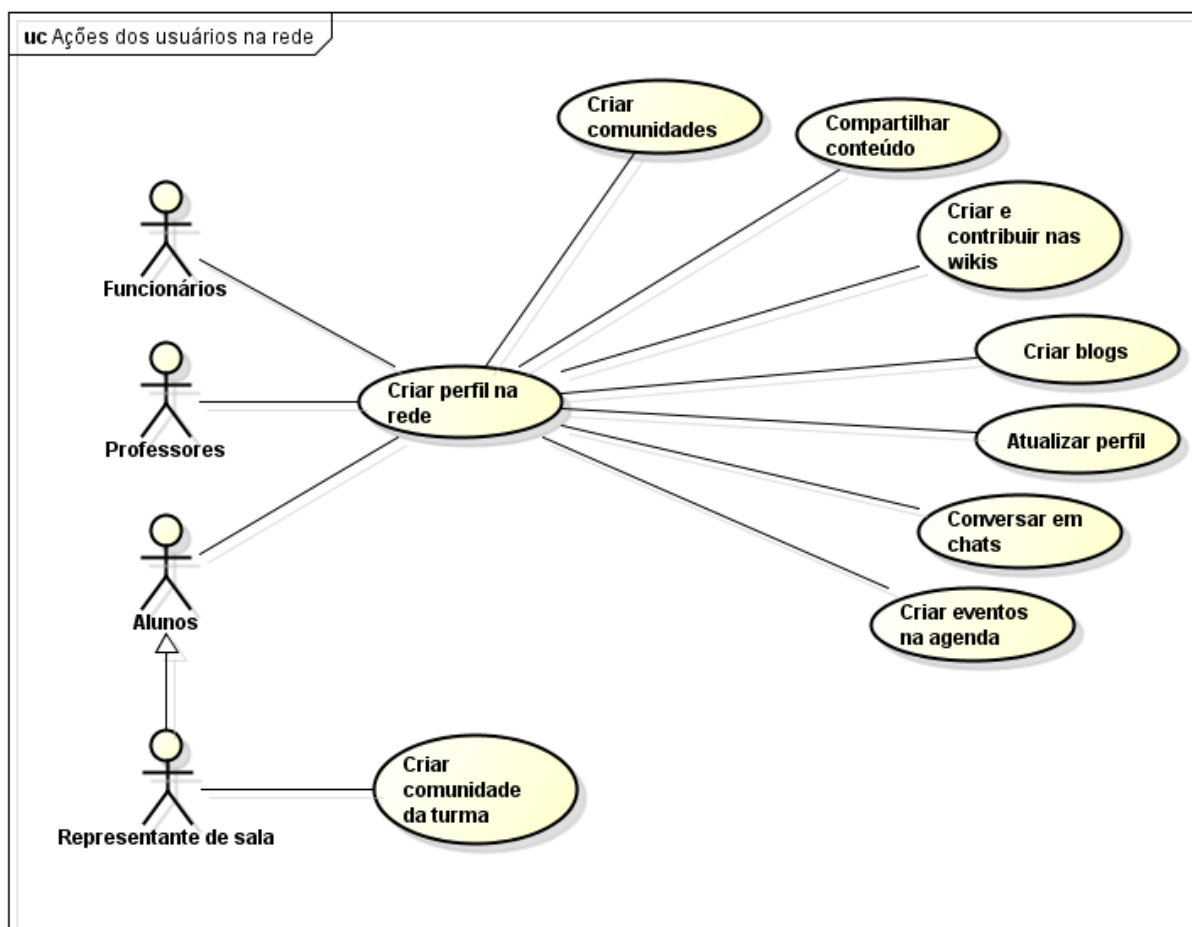 uc Ações dos usuários na rede
Criar
comunidades
Compartilhar
conteúdo
Criar e
contribuir nas
wikis
Funcionários
Criar blogs
Criar perfil na
rede
Professores
Atualizar perfil
Conversar em
chats
Alunos
Criar eventos
na agenda
Criar
comunidade
da turma
Representante de sala